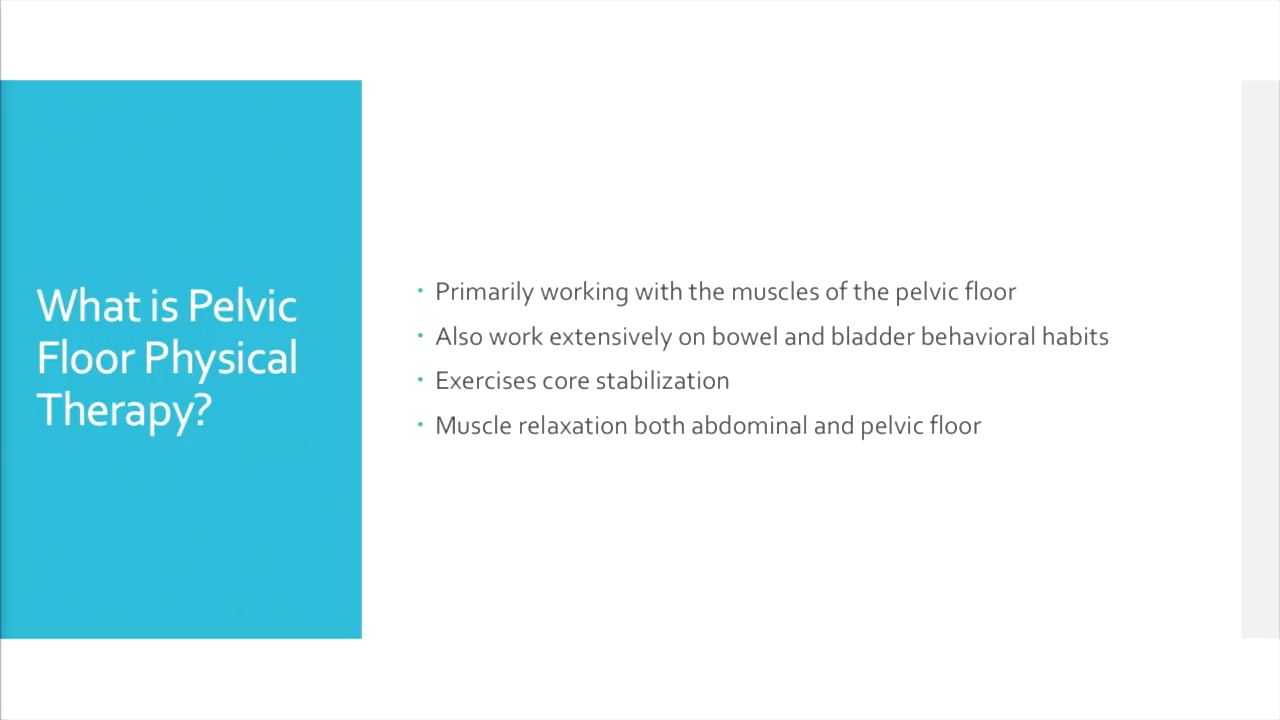 What is Pelvic
Floor Physical
Therapy?
• Primarily working with the muscles of the pelvic floor
• Also work extensively on bowel and bladder behavioral habits
• Exercises core stabilization
• Muscle relaxation both abdominal and pelvic floor